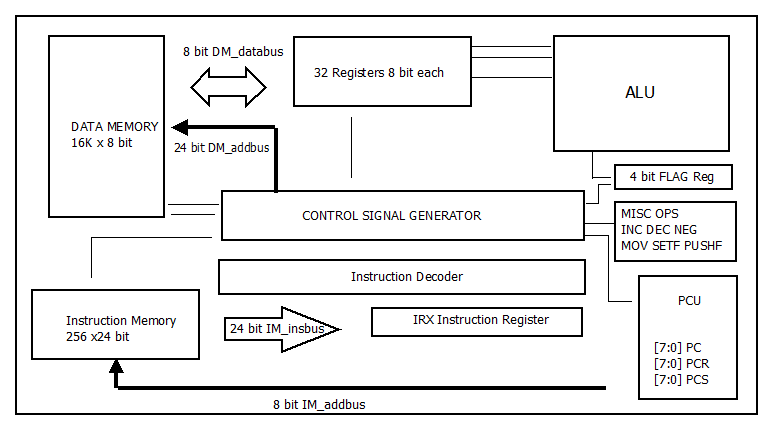 8 bit DM_databus
32 Registers 8 bit each
ALU
DATA MEMORY
16K x 8 bit
24 bit DM_addbus
4 bit FLAG Reg
CONTROL SIGNAL GENERATOR
MISC OPS
INC DEC NEG
MOV SETF PUSHF
Instruction Decoder
Instruction Memory
256 x24 bit
24 bit IM_insbus
IRX Instruction Register
PCU
[7:0] PC
[7:0] PCR
[7:0] PCS
8 bit IM_addbus